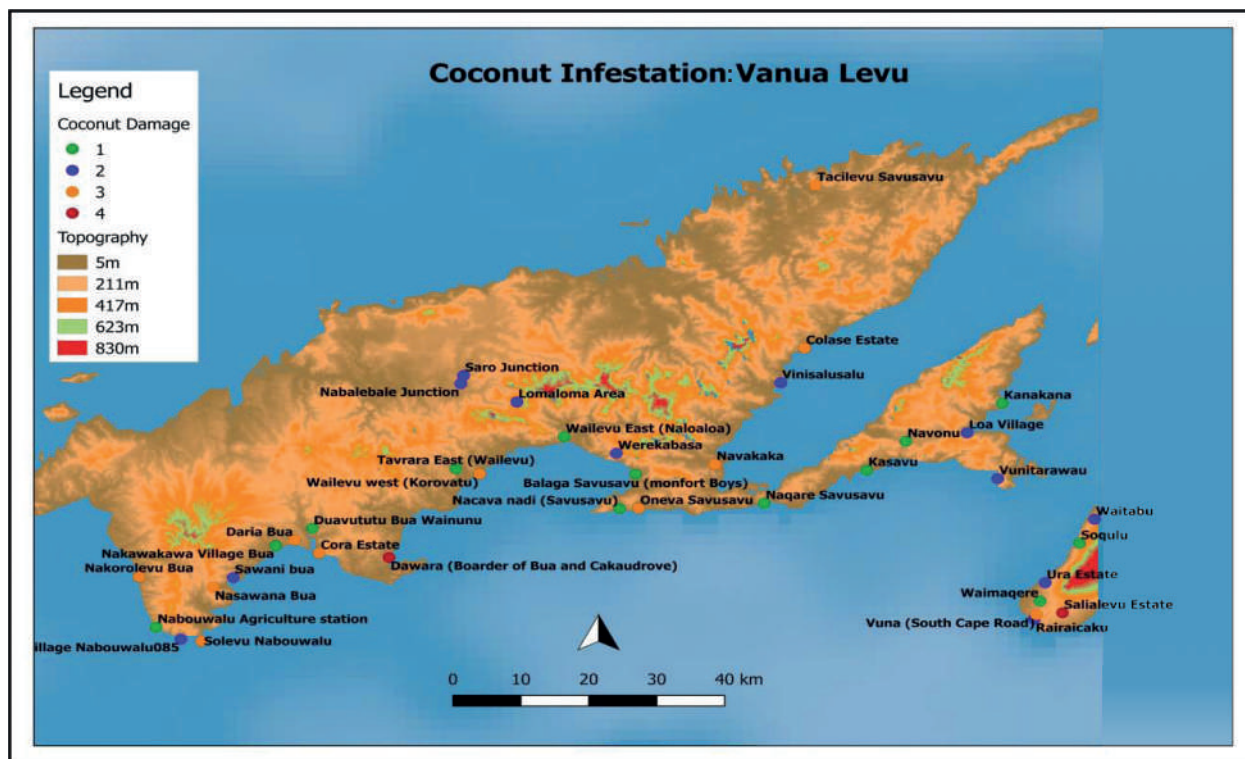 Coconut Infestation: Vanua Levu
Legend
Coconut Damage
1
2
3
4
Topography
5m
211m
417m
623m
830m
Tacilevu Savusavu
Colase Estate
Saro Junction
Vinisalusalu
Nabalebale Junction
Lomaloma Area
Kanakana
Wailevu East (Naloaloa)
Loa Village
Navonu
Werekabasa
Tavrara East (Wailevu)
Navakaka
Kasavu
Vunitarawau
Wailevu west (Korovatu)
Balaga Savusavu (monfort Boys)
Nacava nadi (Savusavu)
Oneva Savusavu
Naqare Savusavu
Waitabu
Duavututu Bua Wainunu
Daria Bua
Soqulu
Cora Estate
Nakawakawa Village Bua
Dawara (Boarder of Bua and Cakaudrove)
Nakorolevu Bua
Sawani bua
Ura Estate
Nasawana Bua
Waimaqere
Salialevu Estate
Nabouwalu Agriculture station
Vuna (South Cape Road)
Rairaicaku
illage Nabouwalu085
Solevu Nabouwalu
0 10 20 30 40 km